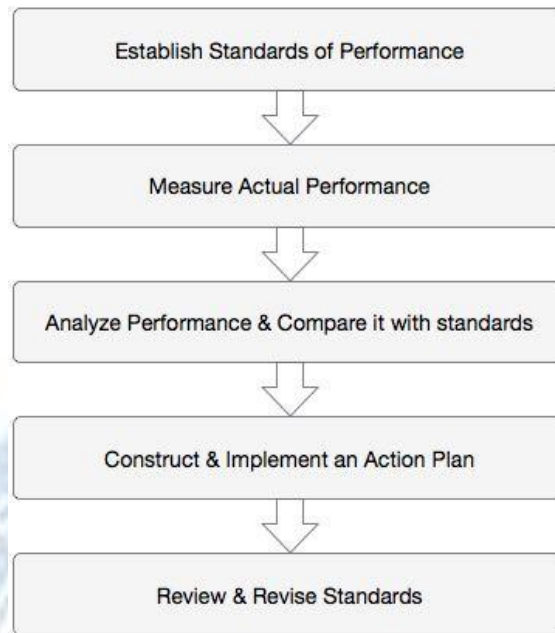 Establish Standards of Performance
Measure Actual Performance
Analyze Performance & Compare it with standards
Construct & Implement an Action Plan
Review & Revise Standards